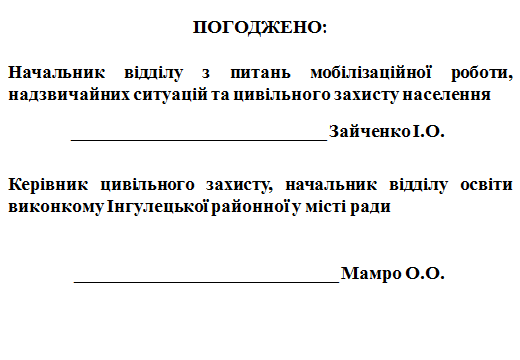 ПОГОДЖЕНО:
Начальник відділу з питань мобілізаційної роботи,
надзвичайних ситуацій та цивільного захисту населення
____________________________ Зайченко І.О.
Керівник цивільного захисту, начальник відділу освіти
виконкому Інгулецької районної у місті ради
_____________________________ Мамро О.О.